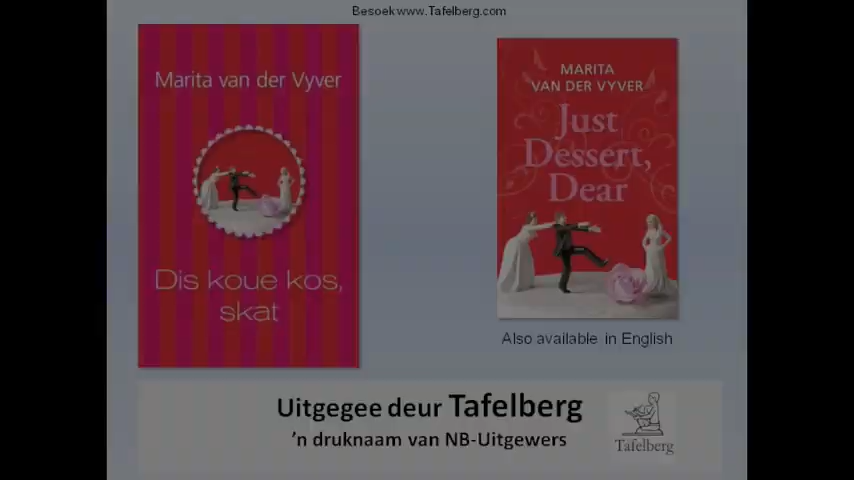 Besoek www.Tafelberg.com
Marita van der Vyver
Dis koue kos,
skat
MARITA
VAN DER VYVER
Just
Dessert,
Dear
Also available in English
Uitgegee deur Tafelberg
'n druknaam van NB-Uitgewers
Tafelberg